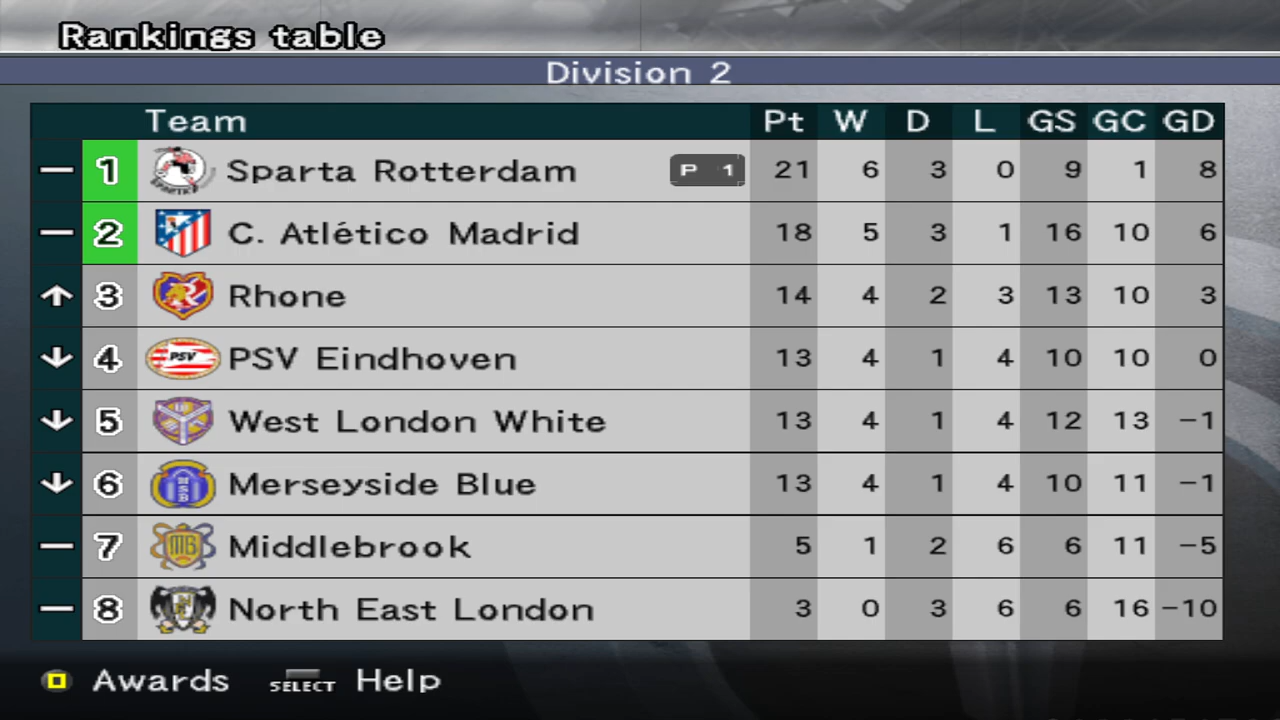 Rankings table
Division 2
Team Pt W D L GS GC GD
1 Sparta Rotterdam P 1 21 6 3 0 9 1 8
2 C. Atlético Madrid 18 5 3 1 16 10 6
3 Rhone 14 4 2 3 13 10 3
4 PSV PSV Eindhoven 13 4 1 4 10 10 0
5 West London White 13 4 1 4 12 13 -1
6 MSB Merseyside Blue 13 4 1 4 10 11 -1
7 MB Middlebrook 5 1 2 6 6 11 -5
8 North East London 3 0 3 6 6 16 -10
Awards SELECT Help